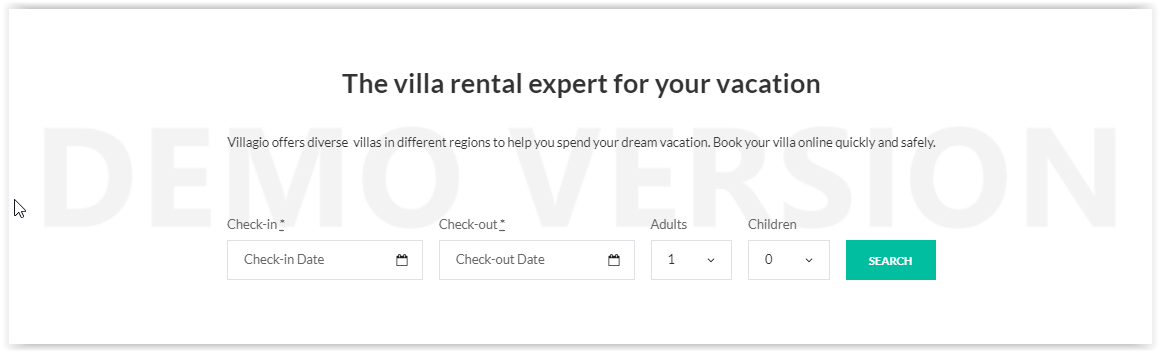 The villa rental expert for your vacation
DEMO VERSION
Villagio offers diverse villas in different regions to help you spend your dream vacation. Book your villa online quickly and safely.
Check-in * Check-out * Adults Children
Check-in Date Check-out Date 1 0 SEARCH